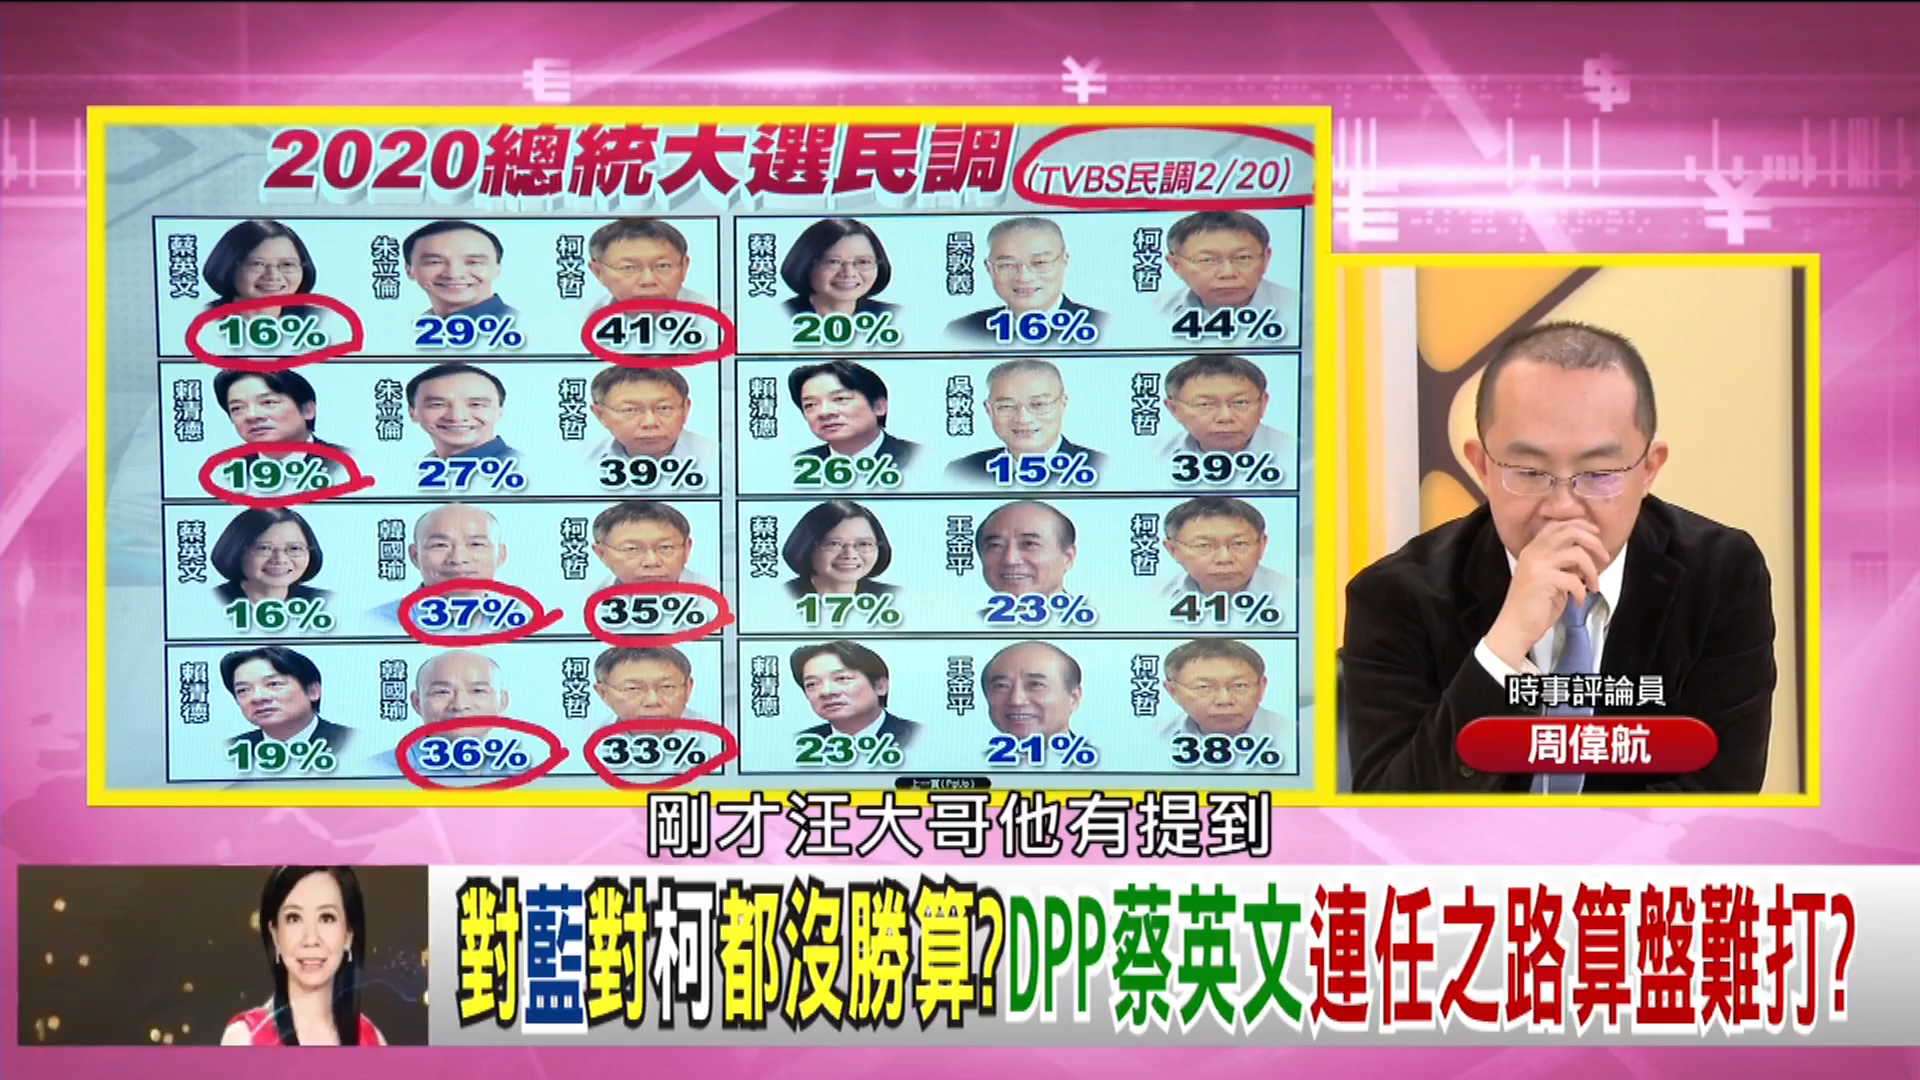 2020總統大選民調
(TVBS民調2/20)
蔡英文 朱立倫 柯文哲
16% 29% 41%
蔡英文 吳敦義 柯文哲
20% 16% 44%
賴清德 朱立倫 柯文哲
19% 27% 39%
賴清德 吳敦義 柯文哲
26% 15% 39%
蔡英文 韓國瑜 柯文哲
16% 37% 35%
蔡英文 王金平 柯文哲
17% 23% 41%
賴清德 韓國瑜 柯文哲
19% 36% 33%
賴清德 王金平 柯文哲
23% 21% 38%
上一頁(PgUp)
時事評論員
周偉航
剛才汪大哥他有提到
對藍對柯都沒勝算?DPP蔡英文連任之路算盤難打?